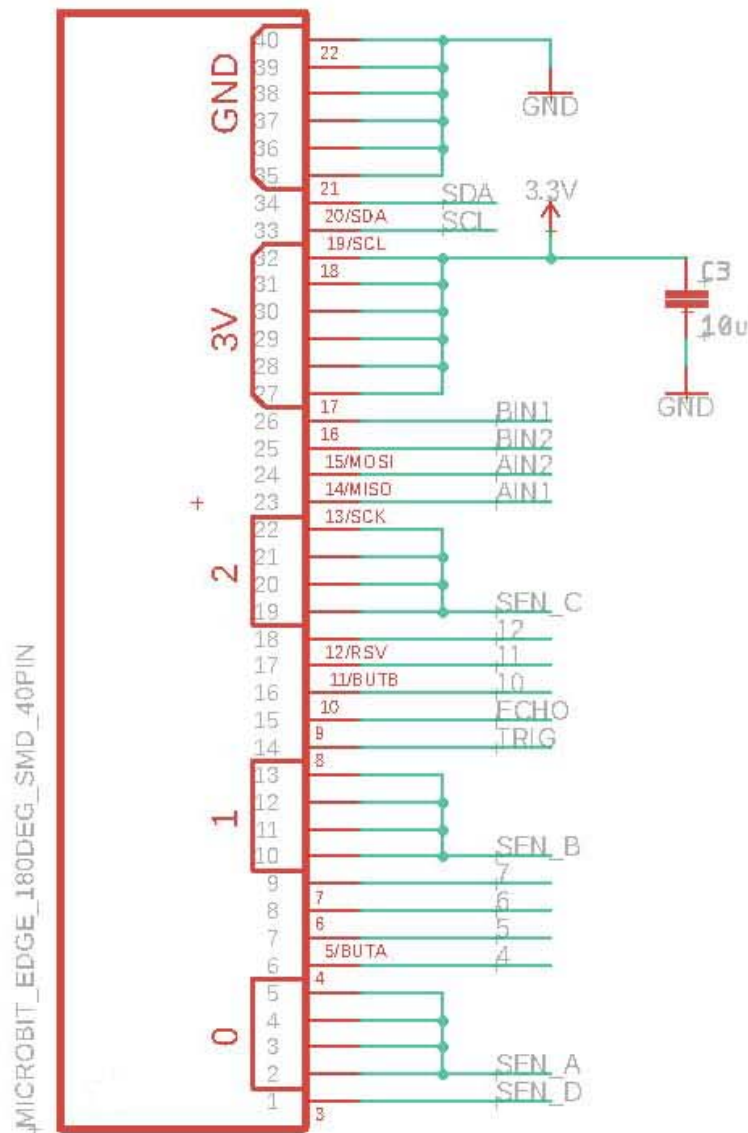 40
22
39
38
GND
GND
37
36
35
21
34
SDA
3.3V
20/SDA
33
SCL
19/SCL
32
18
C3
31
30
10u
3V
29
28
27
GND
17
26
BIN1
16
25
BIN2
15/MOSI
24
AIN2
14/MISO
23
AIN1
13/SCK
22
21
2
20
19
SEN_C
18
12
12/RSV
17
11
11/BUTB
16
10
10
15
ECHO
9
14
TRIG
8
13
12
1
11
10
SEN_B
9
7
7
8
6
6
7
5
5/BUTA
6
4
4
5
4
0
3
2
SEN_A
1
SEN_D
3
MICROBIT_EDGE_180DEG_SMD_40PIN